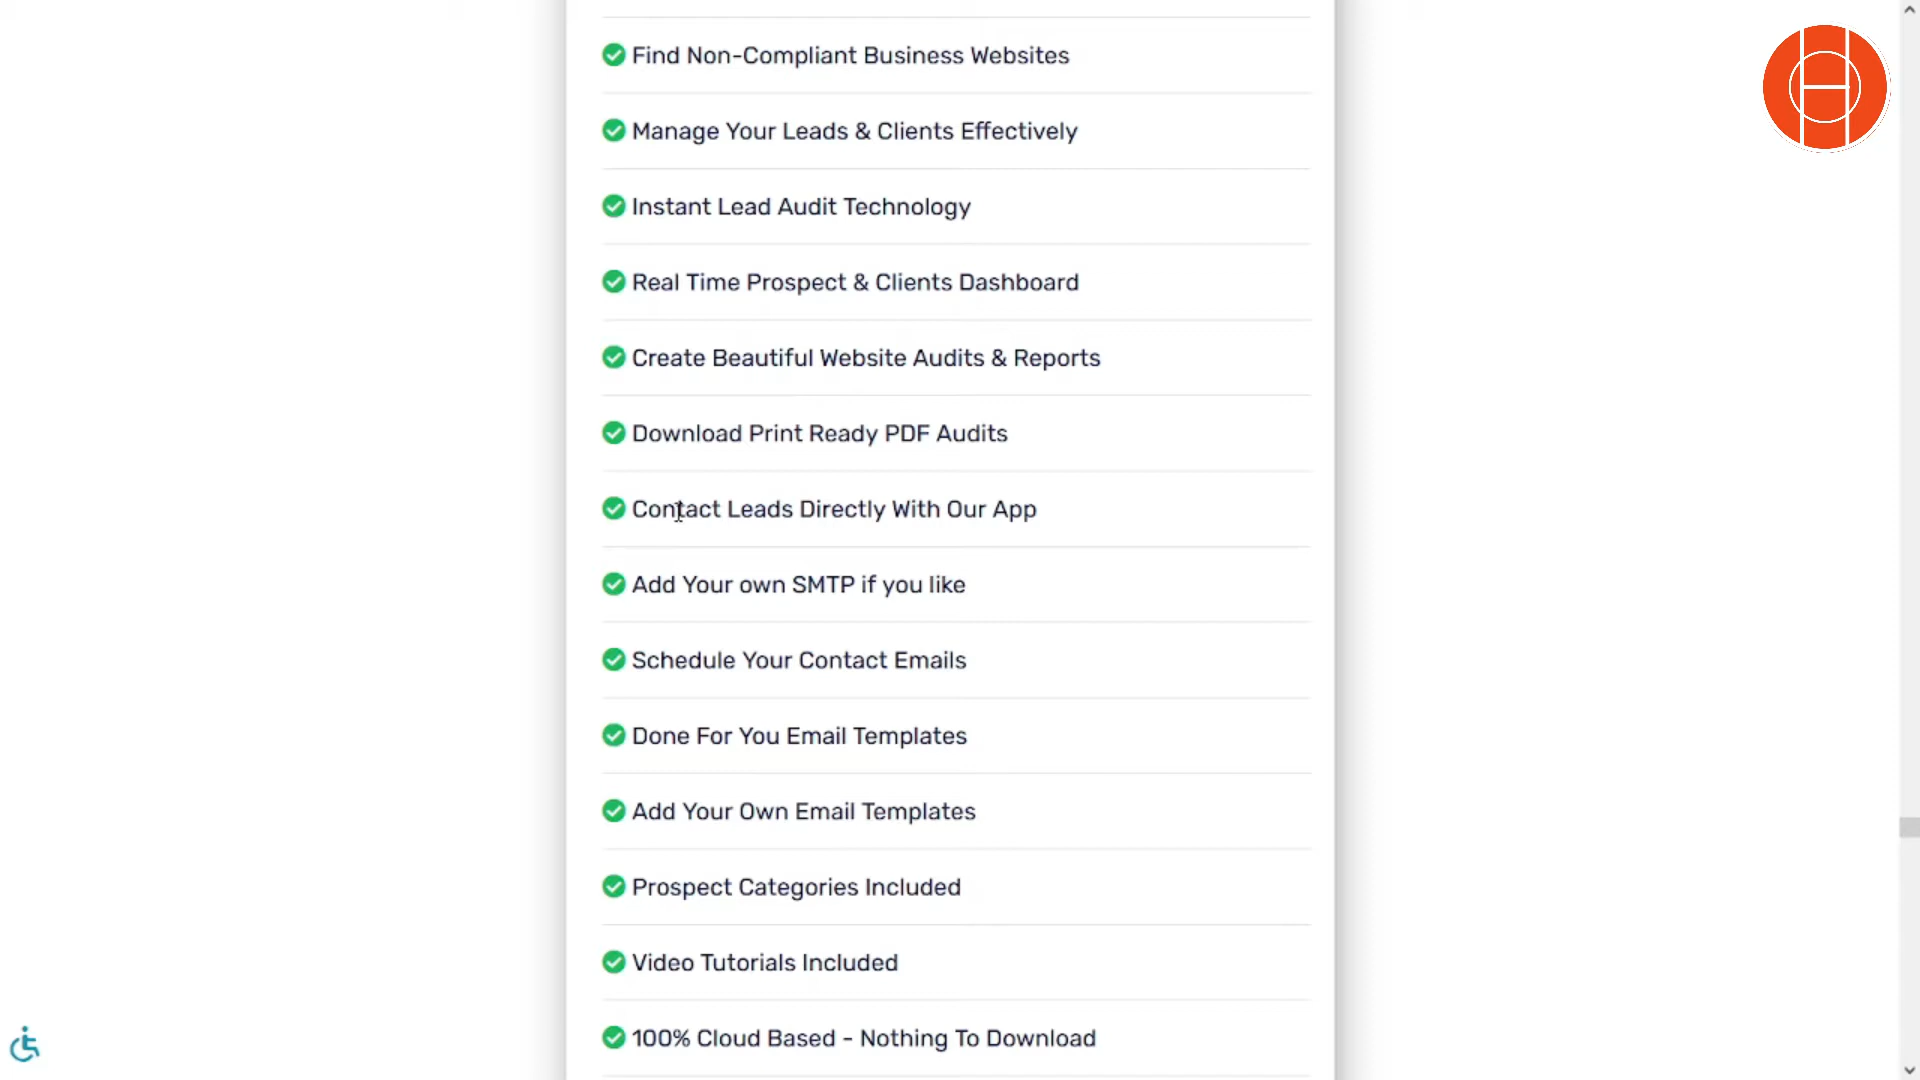 Find Non-Compliant Business Websites
Manage Your Leads & Clients Effectively
Instant Lead Audit Technology
Real Time Prospect & Clients Dashboard
Create Beautiful Website Audits & Reports
Download Print Ready PDF Audits
Contact Leads Directly With Our App
Add Your own SMTP if you like
Schedule Your Contact Emails
Done For You Email Templates
Add Your Own Email Templates
Prospect Categories Included
Video Tutorials Included
100% Cloud Based - Nothing To Download